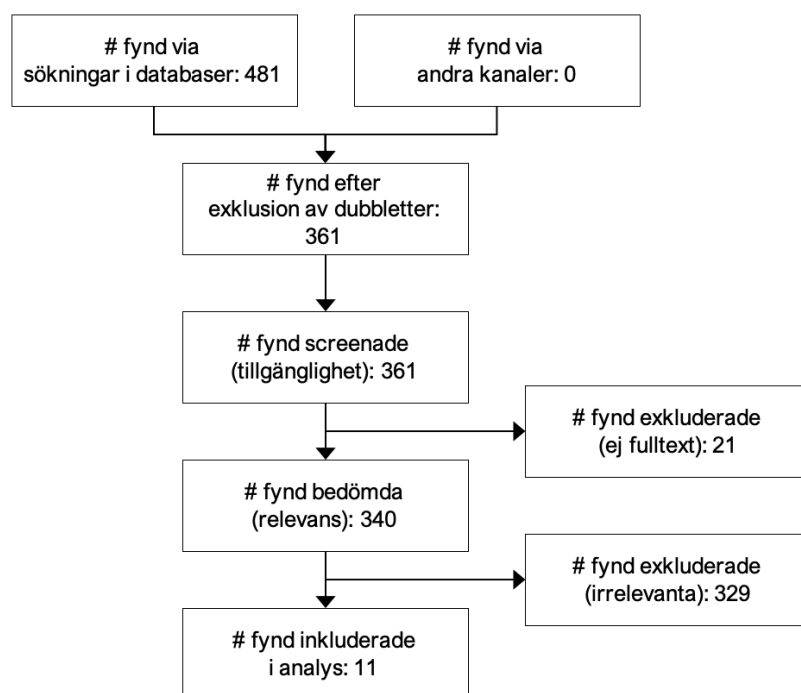 # fynd via
sökningar i databaser: 481
# fynd via
andra kanaler: 0
# fynd efter
exklusion av dubbletter:
361
# fynd screenade
(tillgänglighet): 361
# fynd exkluderade
(ej fulltext): 21
# fynd bedömda
(relevans): 340
# fynd exkluderade
(irrelevanta): 329
# fynd inkluderade
i analys: 11